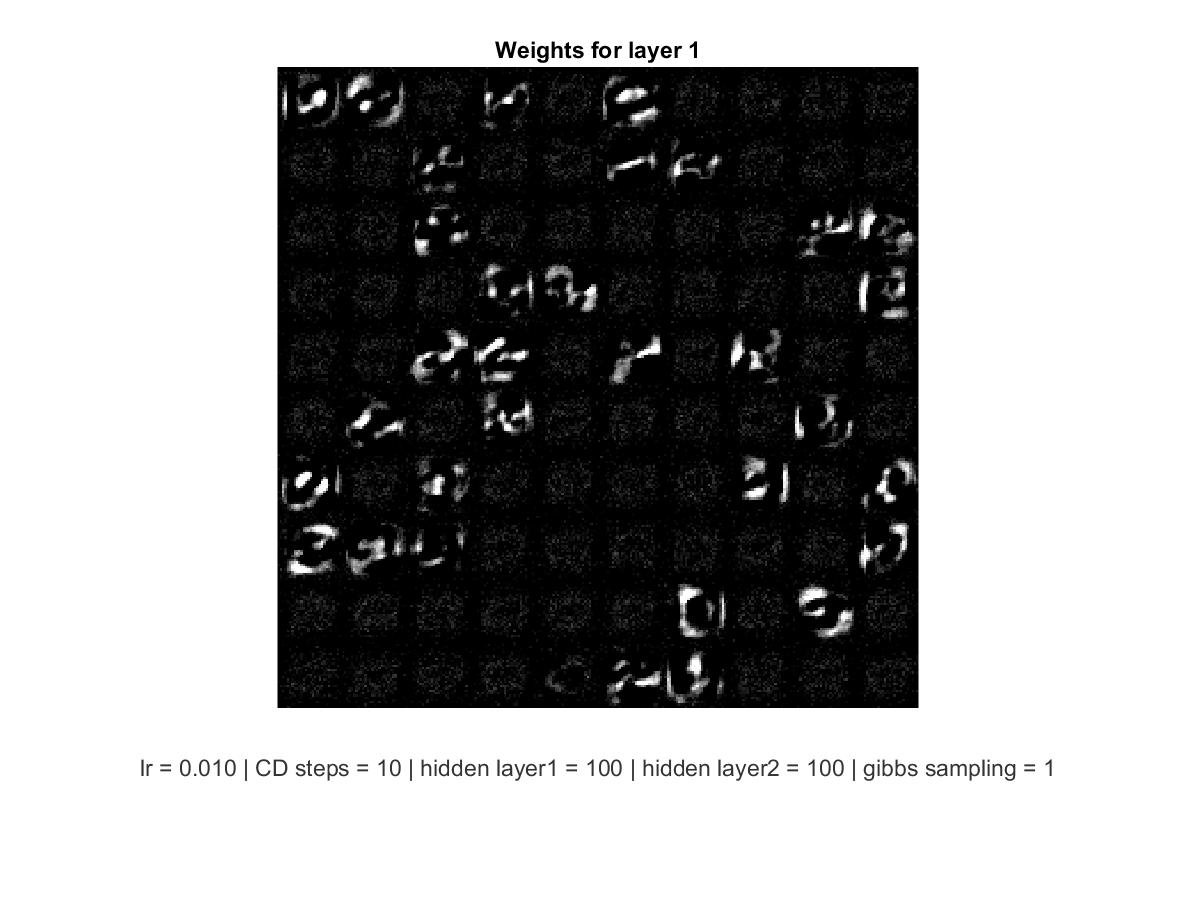 Weights for layer 1
lr = 0.010 | CD steps = 10 | hidden layer1 = 100 | hidden layer2 = 100 | gibbs sampling = 1